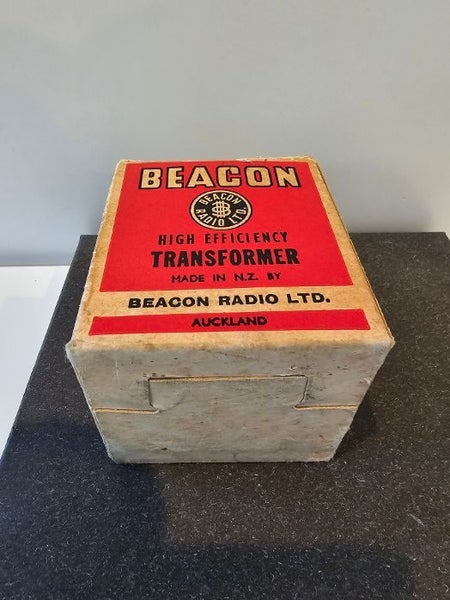 BEACON
BEACON
RADIO LTD.
HIGH EFFICIENCY
TRANSFORMER
MADE IN N.Z. BY
BEACON RADIO LTD.
AUCKLAND